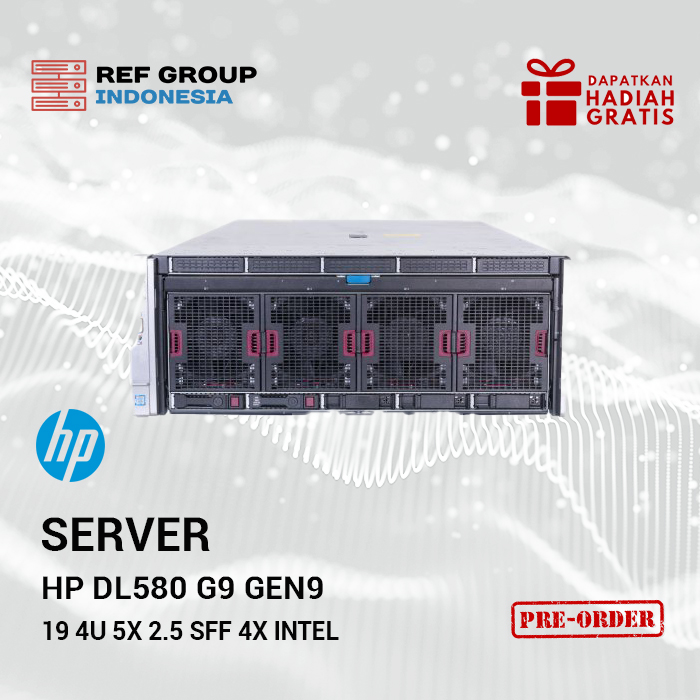 REF GROUP
INDONESIA
DAPATKAN
HADIAH
GRATIS
hp
SERVER
HP DL580 G9 GEN9
19 4U 5X 2.5 SFF 4X INTEL
PRE-ORDER